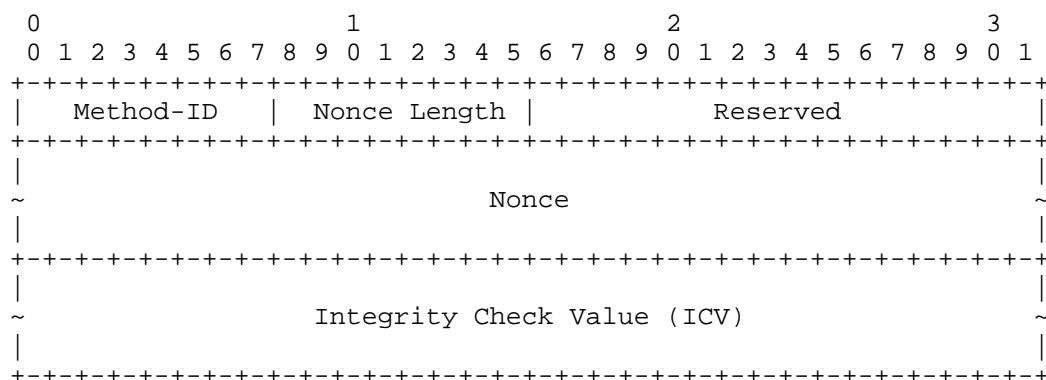 0                   1                   2                   3
 0 1 2 3 4 5 6 7 8 9 0 1 2 3 4 5 6 7 8 9 0 1 2 3 4 5 6 7 8 9 0 1
+-+-+-+-+-+-+-+-+-+-+-+-+-+-+-+-+-+-+-+-+-+-+-+-+-+-+-+-+-+-+-+-+
|   Method-ID   |  Nonce Length |           Reserved            |
+-+-+-+-+-+-+-+-+-+-+-+-+-+-+-+-+-+-+-+-+-+-+-+-+-+-+-+-+-+-+-+-+
|                                                               |
~                             Nonce                             ~
|                                                               |
+-+-+-+-+-+-+-+-+-+-+-+-+-+-+-+-+-+-+-+-+-+-+-+-+-+-+-+-+-+-+-+-+
|                                                               |
~                  Integrity Check Value (ICV)                  ~
|                                                               |
+-+-+-+-+-+-+-+-+-+-+-+-+-+-+-+-+-+-+-+-+-+-+-+-+-+-+-+-+-+-+-+-+